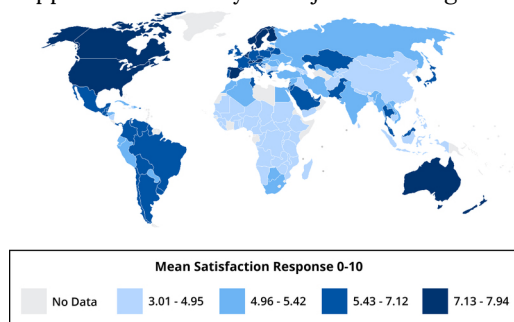 Mean Satisfaction Response 0-10
No Data
3.01 - 4.95
4.96 - 5.42
5.43 - 7.12
7.13 - 7.94